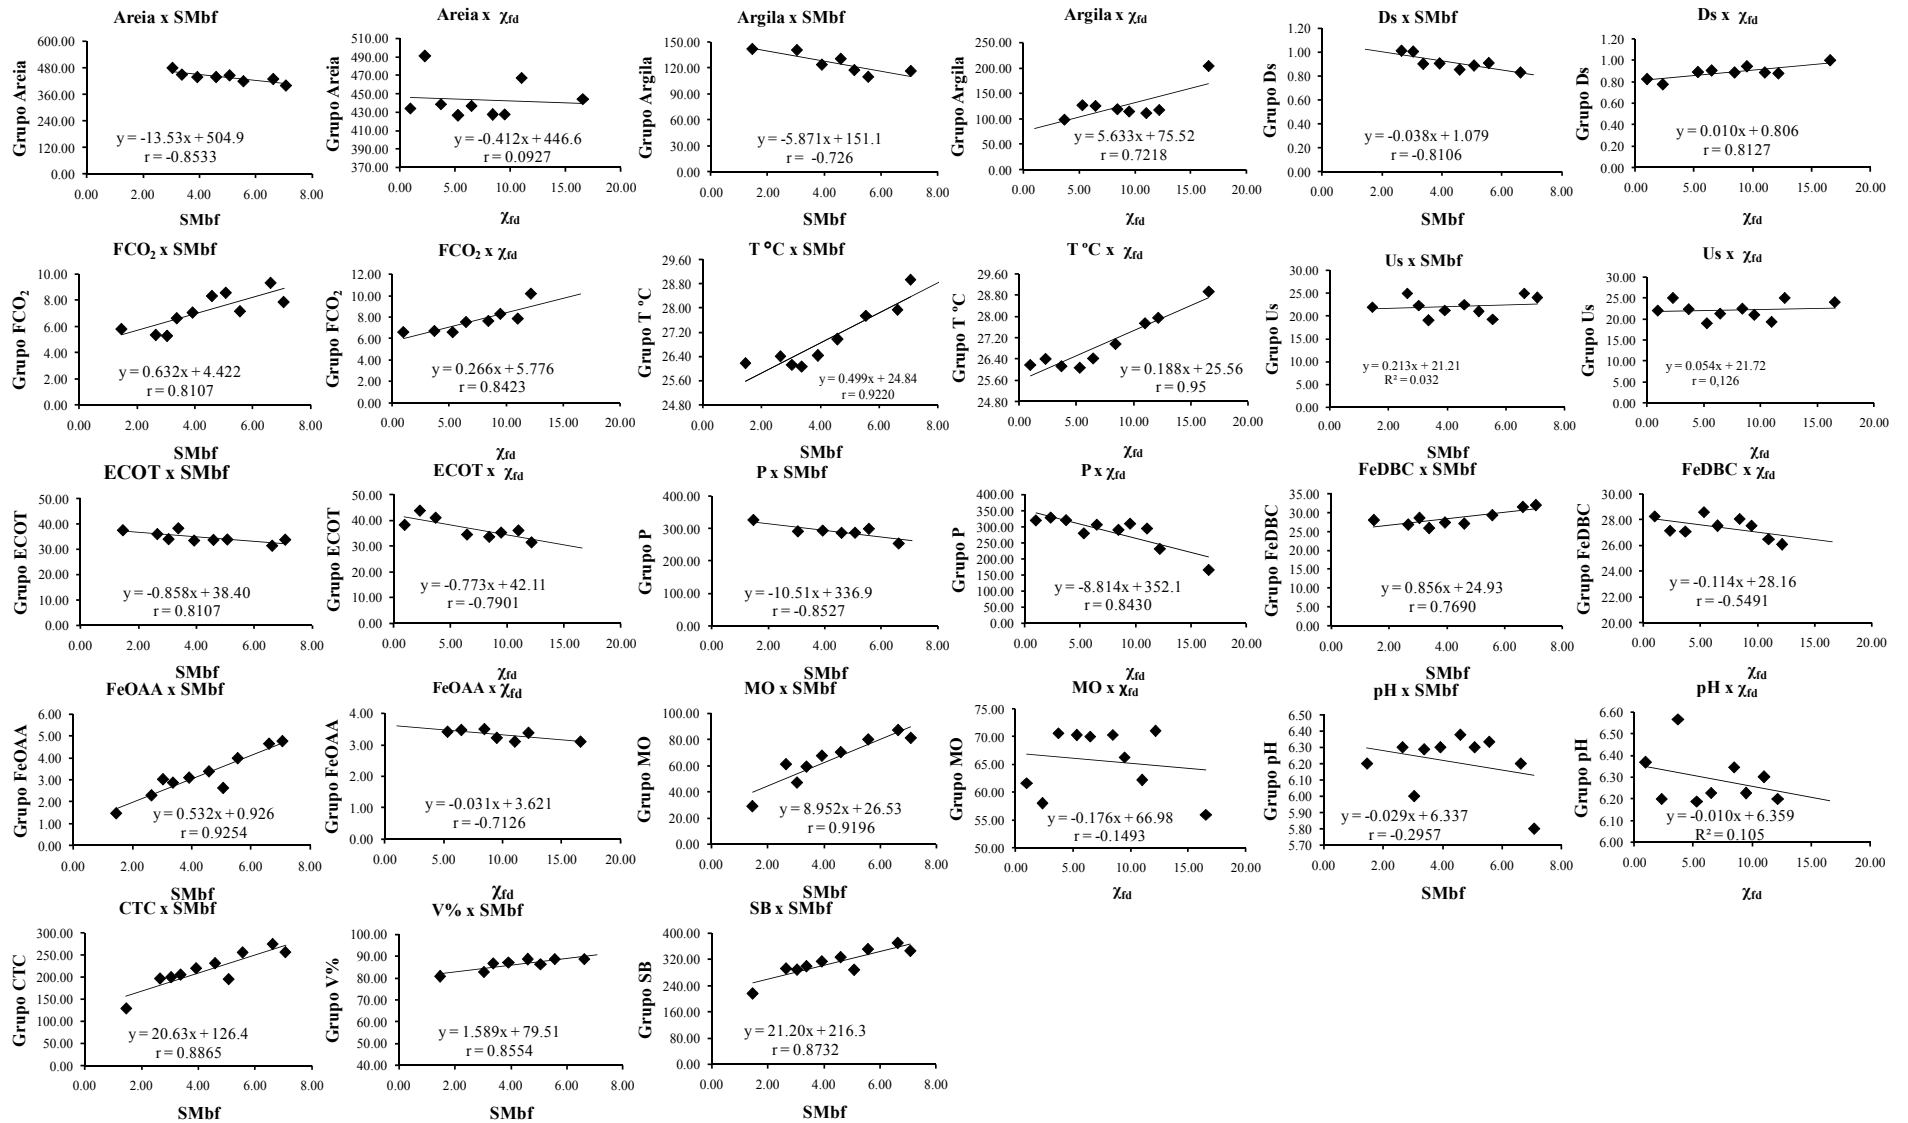 Areia x SMbf
Grupo Areia
600.00
480.00
360.00
240.00
120.00
0.00
y = -13.53x + 504.9
r = -0.8533
0.00 2.00 4.00 6.00 8.00
SMbf
Areia x χfd
Grupo Areia
510.00
490.00
470.00
450.00
430.00
410.00
390.00
370.00
y = -0.412x + 446.6
r = 0.0927
0.00 5.00 10.00 15.00 20.00
χfd
Argila x SMbf
Grupo Argila
150.00
120.00
90.00
60.00
30.00
0.00
y = -5.871x + 151.1
r = -0.726
0.00 2.00 4.00 6.00 8.00
SMbf
Argila x χfd
Grupo Argila
250.00
200.00
150.00
100.00
50.00
0.00
y = 5.633x + 75.52
r = 0.7218
0.00 5.00 10.00 15.00 20.00
χfd
Ds x SMbf
Grupo Ds
1.20
1.00
0.80
0.60
0.40
0.20
0.00
y = -0.038x + 1.079
r = -0.8106
0.00 2.00 4.00 6.00 8.00
SMbf
Ds x χfd
Grupo Ds
1.20
1.00
0.80
0.60
0.40
0.20
0.00
y = 0.010x + 0.806
r = 0.8127
0.00 5.00 10.00 15.00 20.00
χfd
FCO2 x SMbf
Grupo FCO2
10.00
8.00
6.00
4.00
2.00
0.00
y = 0.632x + 4.422
r = 0.8107
0.00 2.00 4.00 6.00 8.00
SMbf
FCO2 x χfd
Grupo FCO2
12.00
10.00
8.00
6.00
4.00
2.00
0.00
y = 0.266x + 5.776
r = 0.8423
0.00 5.00 10.00 15.00 20.00
χfd
T °C x SMbf
Grupo T °C
29.60
28.80
28.00
27.20
26.40
25.60
24.80
y = 0.499x + 24.84
r = 0.9220
0.00 2.00 4.00 6.00 8.00
SMbf
T ºC x χfd
Grupo T ºC
29.60
28.80
28.00
27.20
26.40
25.60
24.80
y = 0.188x + 25.56
r = 0.95
0.00 5.00 10.00 15.00 20.00
χfd
Us x SMbf
Grupo Us
30.00
25.00
20.00
15.00
10.00
5.00
0.00
y = 0.213x + 21.21
R² = 0.032
0.00 2.00 4.00 6.00 8.00
SMbf
Us x χfd
Grupo Us
30.00
25.00
20.00
15.00
10.00
5.00
0.00
y = 0.054x + 21.72
r = 0,126
0.00 5.00 10.00 15.00 20.00
χfd
ECOT x SMbf
Grupo ECOT
50.00
40.00
30.00
20.00
10.00
0.00
y = -0.858x + 38.40
r = 0.8107
0.00 2.00 4.00 6.00 8.00
SMbf
ECOT x χfd
Grupo ECOT
50.00
40.00
30.00
20.00
10.00
0.00
y = -0.773x + 42.11
r = -0.7901
0.00 5.00 10.00 15.00 20.00
χfd
P x SMbf
Grupo P
400.00
300.00
200.00
100.00
0.00
y = -10.51x + 336.9
r = -0.8527
0.00 2.00 4.00 6.00 8.00
SMbf
P x χfd
Grupo P
400.00
350.00
300.00
250.00
200.00
150.00
100.00
50.00
0.00
y = -8.814x + 352.1
r = 0.8430
0.00 5.00 10.00 15.00 20.00
χfd
FeDBC x SMbf
Grupo FeDBC
35.00
30.00
25.00
20.00
15.00
10.00
5.00
0.00
y = 0.856x + 24.93
r = 0.7690
0.00 2.00 4.00 6.00 8.00
SMbf
FeDBC x χfd
Grupo FeDBC
30.00
28.00
26.00
24.00
22.00
20.00
y = -0.114x + 28.16
r = -0.5491
0.00 5.00 10.00 15.00 20.00
χfd
FeOAA x SMbf
Grupo FeOAA
6.00
5.00
4.00
3.00
2.00
1.00
0.00
y = 0.532x + 0.926
r = 0.9254
0.00 2.00 4.00 6.00 8.00
SMbf
FeOAA x χfd
Grupo FeOAA
4.00
3.00
2.00
1.00
0.00
y = -0.031x + 3.621
r = -0.7126
0.00 5.00 10.00 15.00 20.00
χfd
MO x SMbf
Grupo MO
100.00
80.00
60.00
40.00
20.00
0.00
y = 8.952x + 26.53
r = 0.9196
0.00 2.00 4.00 6.00 8.00
SMbf
MO x χfd
Grupo MO
75.00
70.00
65.00
60.00
55.00
50.00
y = -0.176x + 66.98
r = -0.1493
0.00 5.00 10.00 15.00 20.00
χfd
pH x SMbf
Grupo pH
6.50
6.40
6.30
6.20
6.10
6.00
5.90
5.80
5.70
y = -0.029x + 6.337
r = -0.2957
0.00 2.00 4.00 6.00 8.00
SMbf
pH x χfd
Grupo pH
6.60
6.50
6.40
6.30
6.20
6.10
6.00
y = -0.010x + 6.359
R² = 0.105
0.00 5.00 10.00 15.00 20.00
χfd
CTC x SMbf
Grupo CTC
300.00
250.00
200.00
150.00
100.00
50.00
0.00
y = 20.63x + 126.4
r = 0.8865
0.00 2.00 4.00 6.00 8.00
SMbf
V% x SMbf
Grupo V%
100.00
90.00
80.00
70.00
60.00
50.00
40.00
y = 1.589x + 79.51
r = 0.8554
0.00 2.00 4.00 6.00 8.00
SMbf
SB x SMbf
Grupo SB
400.00
320.00
240.00
160.00
80.00
0.00
y = 21.20x + 216.3
r = 0.8732
0.00 2.00 4.00 6.00 8.00
SMbf